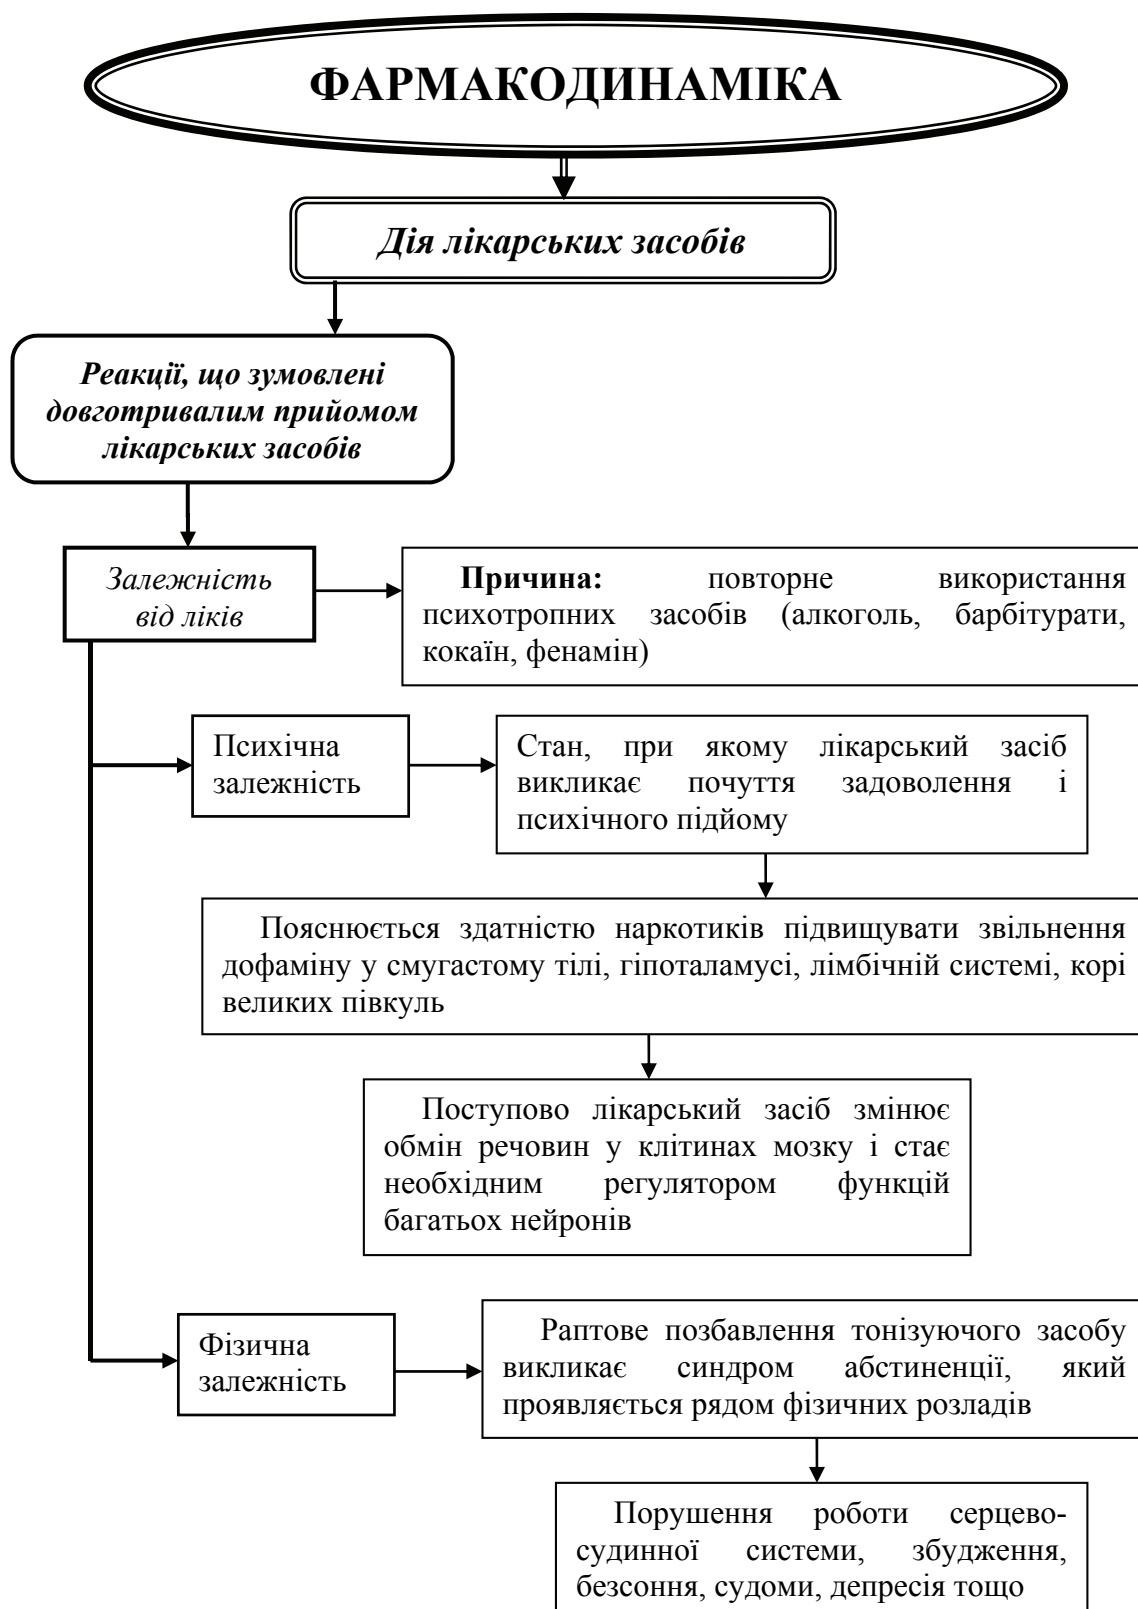 ФАРМАКОДИНАМІКА
Дія лікарських засобів
Реакції, що зумовлені
довготривалим прийомом
лікарських засобів
Залежність
від ліків
Причина: повторне використання
психотропних засобів (алкоголь, барбітурати,
кокаїн, фенамін)
Психічна
залежність
Стан, при якому лікарський засіб
викликає почуття задоволення і
психічного підйому
Пояснюється здатністю наркотиків підвищувати звільнення
дофаміну у смугастому тілі, гіпоталамусі, лімбічній системі, корі
великих півкуль
Поступово лікарський засіб змінює
обмін речовин у клітинах мозку і стає
необхідним регулятором функцій
багатьох нейронів
Фізична
залежність
Раптове позбавлення тонізуючого засобу
викликає синдром абстиненції, який
проявляється рядом фізичних розладів
Порушення роботи серцево-
судинної системи, збудження,
безсоння, судоми, депресія тощо